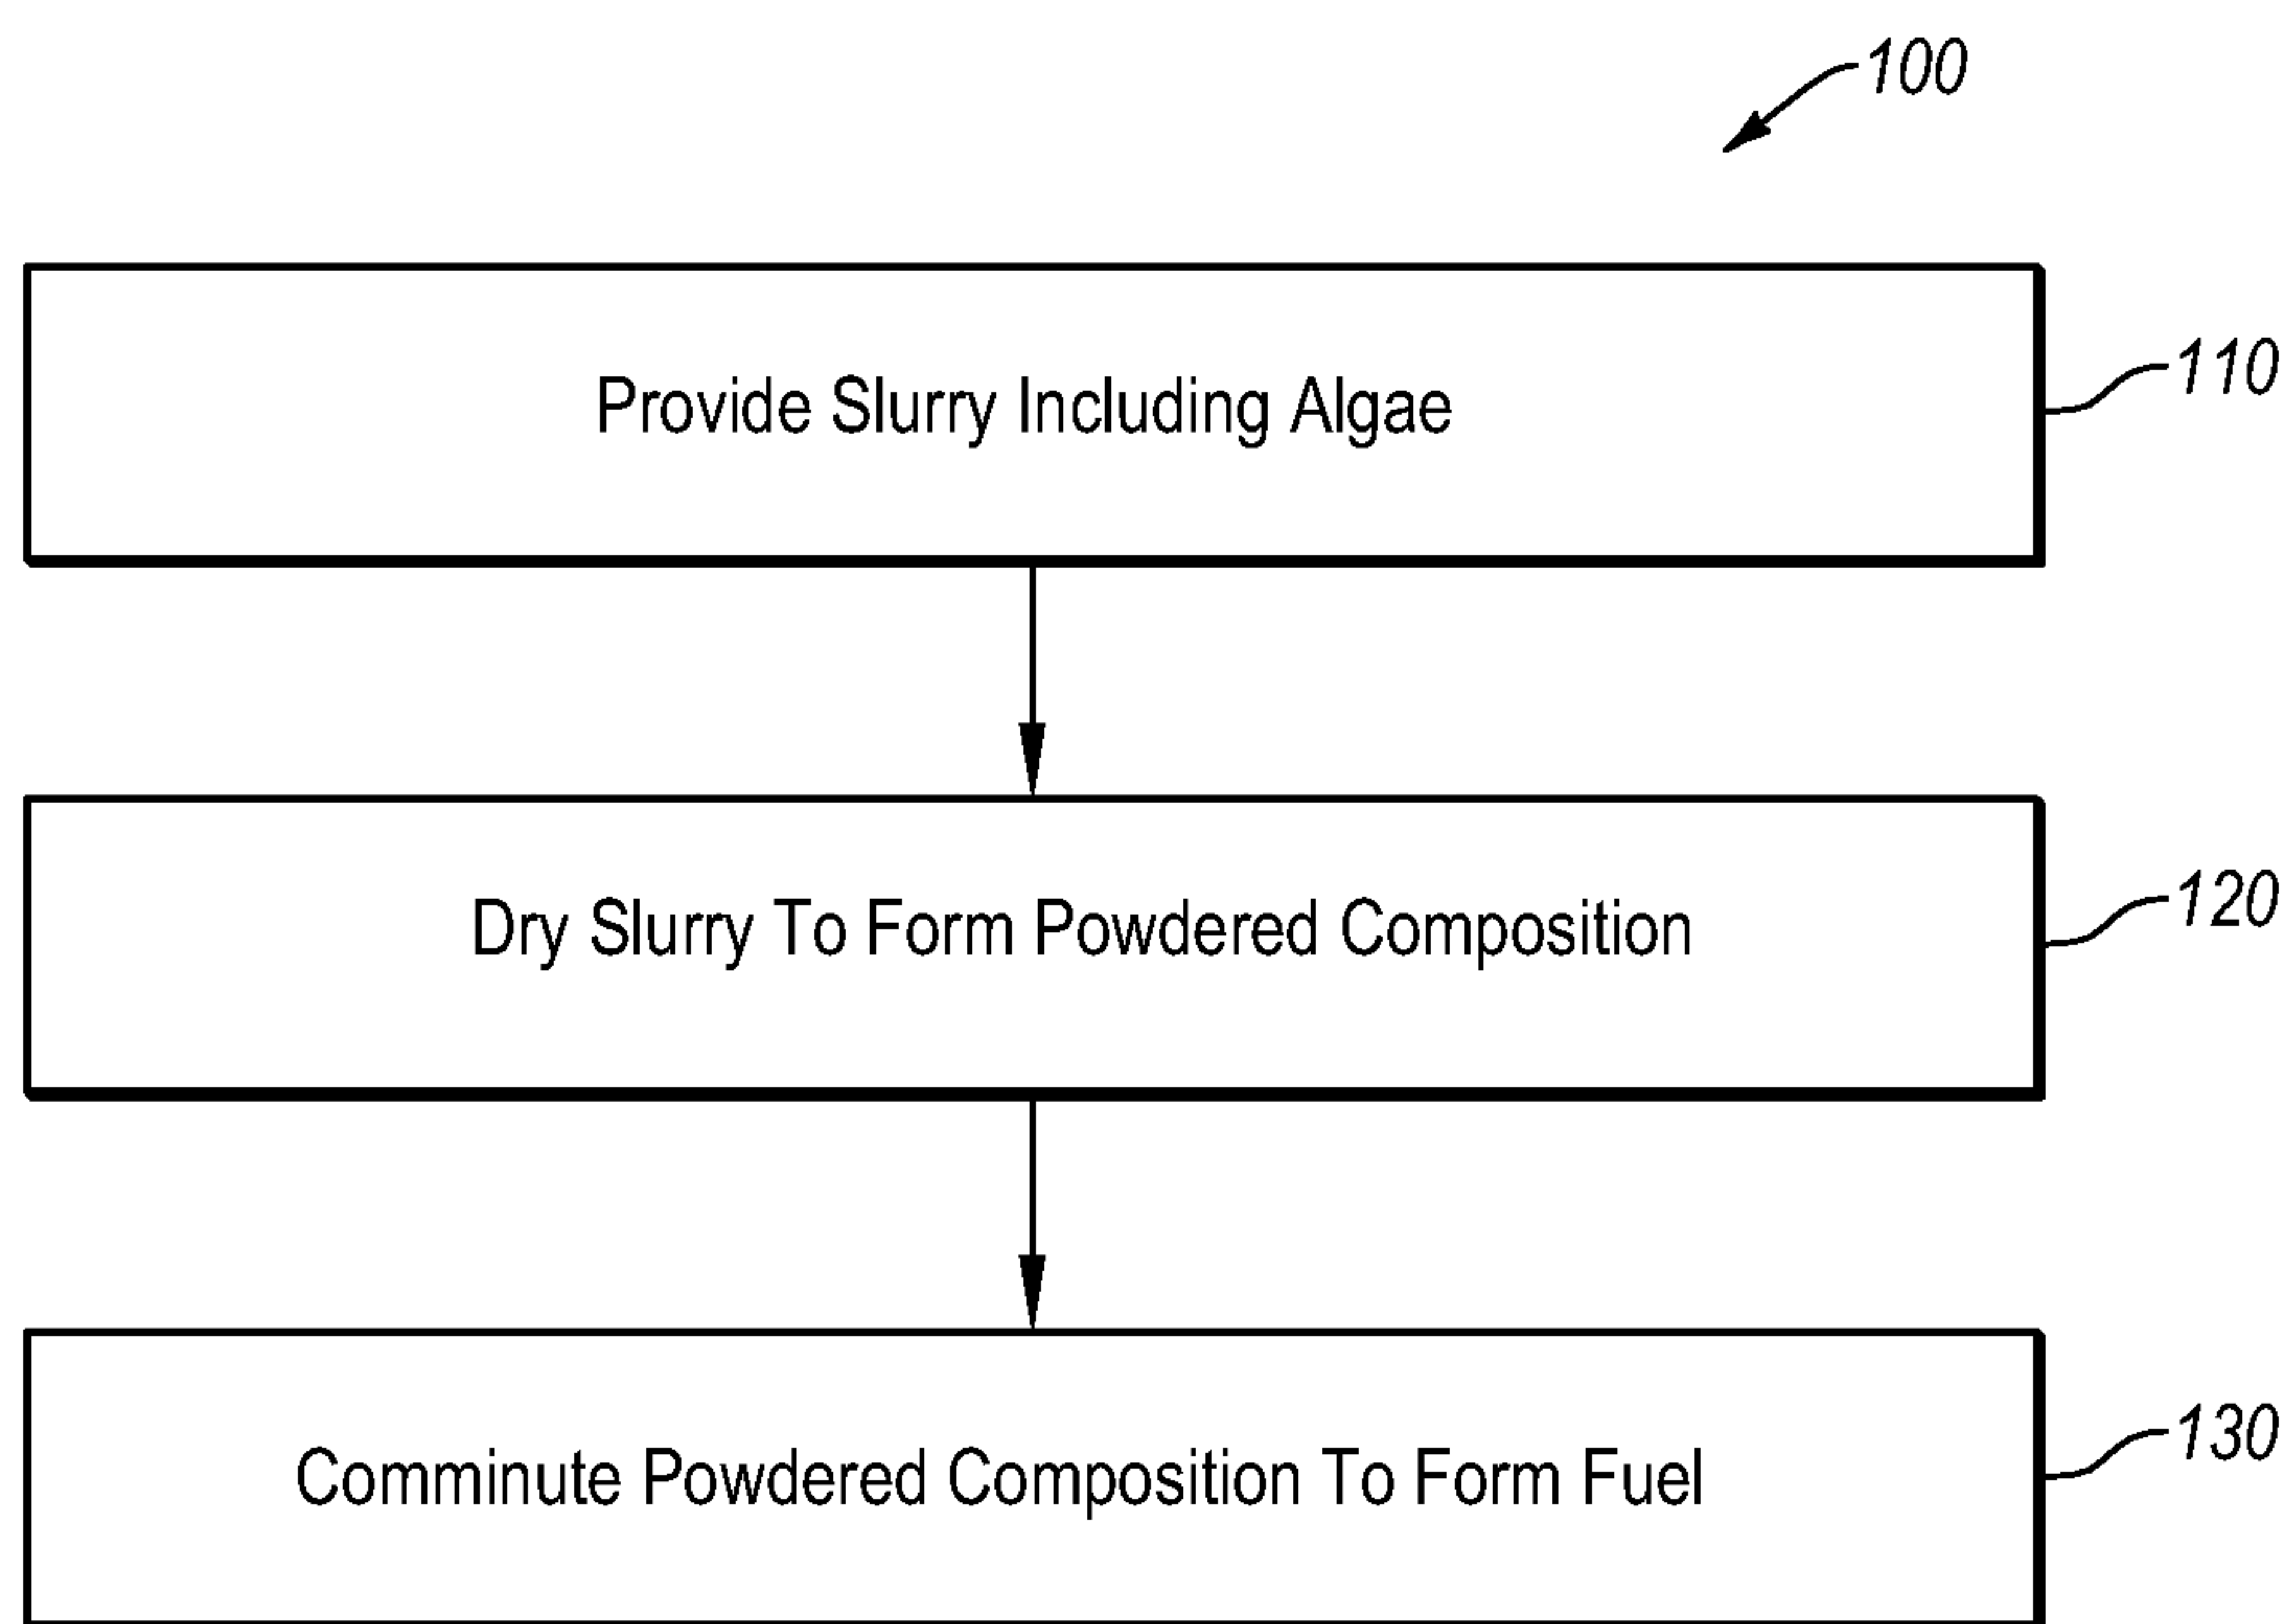 100
Provide Slurry Including Algae
110
Dry Slurry To Form Powdered Composition
120
Comminute Powdered Composition To Form Fuel
130